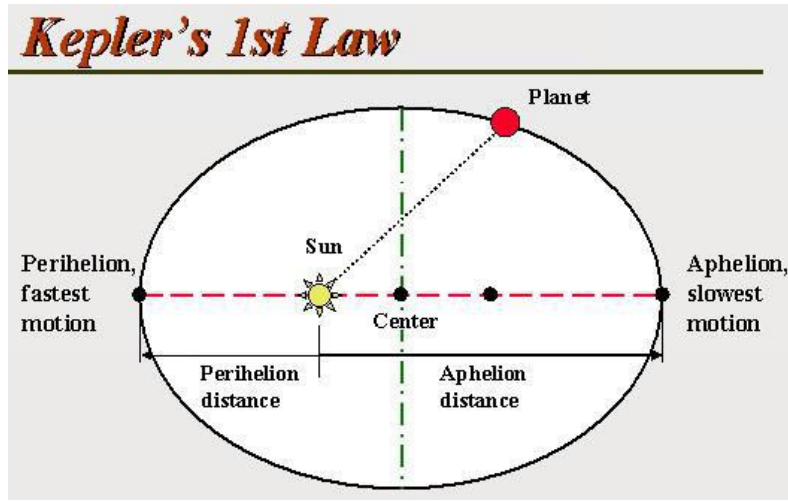 Kepler's 1st Law
Planet
Sun
Perihelion,
fastest
motion
Aphelion,
slowest
motion
Center
Perihelion
distance
Aphelion
distance